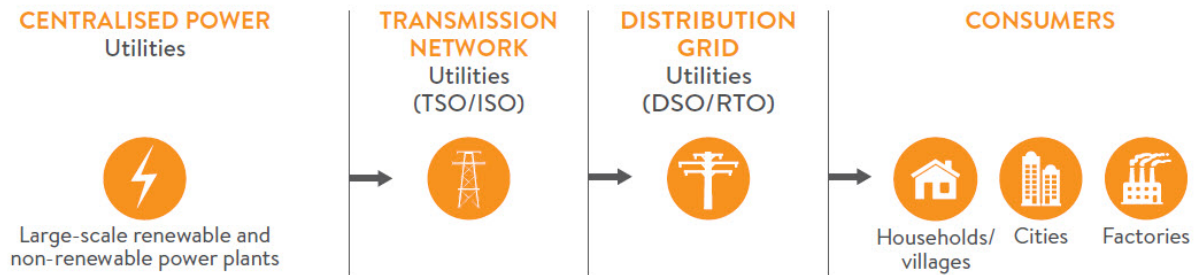 CENTRALISED POWER
Utilities
Large-scale renewable and
non-renewable power plants
TRANSMISSION
NETWORK
Utilities
(TSO/ISO)
DISTRIBUTION
GRID
Utilities
(DSO/RTO)
CONSUMERS
Households/
villages
Cities
Factories